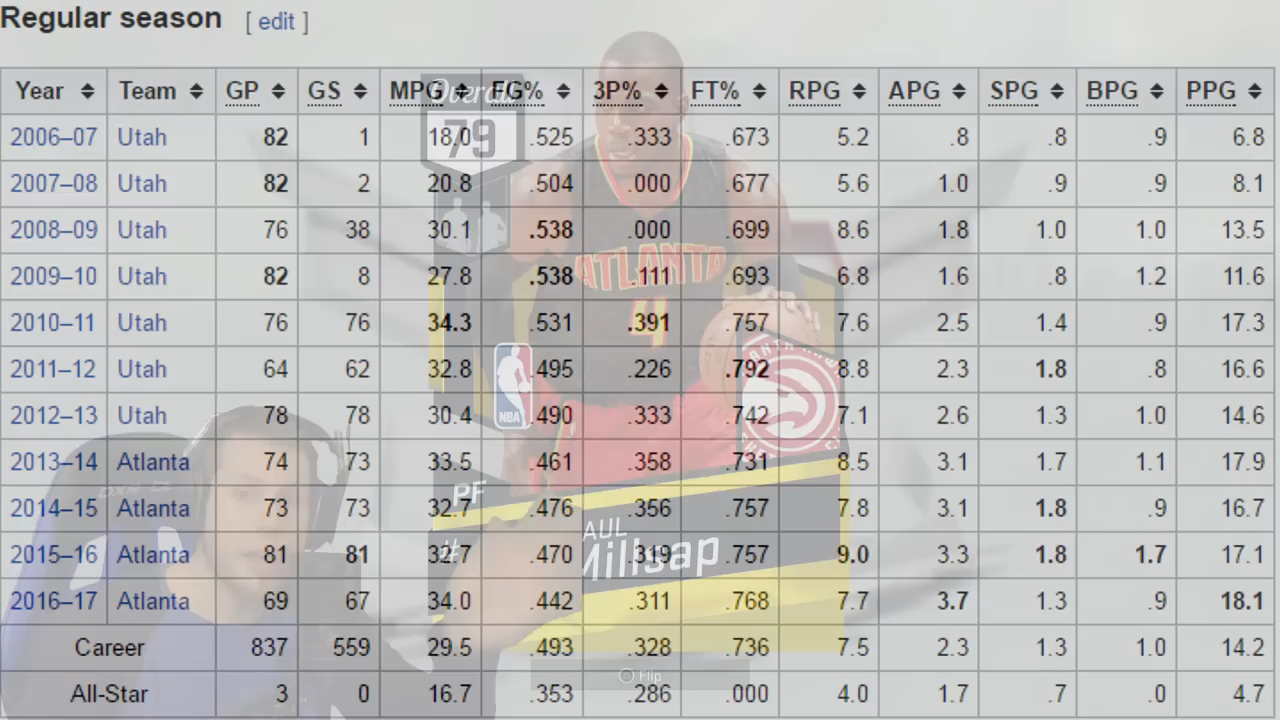 Regular season [ edit ]
Year Team GP GS MPG FG% 3P% FT% RPG APG SPG BPG PPG
2006–07 Utah 82 1 18.0 .525 .333 .673 5.2 .8 .8 .9 6.8
2007–08 Utah 82 2 20.8 .504 .000 .677 5.6 1.0 .9 .9 8.1
2008–09 Utah 76 38 30.1 .538 .000 .699 8.6 1.8 1.0 1.0 13.5
2009–10 Utah 82 8 27.8 .538 .111 .693 6.8 1.6 .8 1.2 11.6
2010–11 Utah 76 76 34.3 .531 .391 .757 7.6 2.5 1.4 .9 17.3
2011–12 Utah 64 62 32.8 .495 .226 .792 8.8 2.3 1.8 .8 16.6
2012–13 Utah 78 78 30.4 .490 .333 .742 7.1 2.6 1.3 1.0 14.6
2013–14 Atlanta 74 73 33.5 .461 .358 .731 8.5 3.1 1.7 1.1 17.9
2014–15 Atlanta 73 73 32.7 .476 .356 .757 7.8 3.1 1.8 .9 16.7
2015–16 Atlanta 81 81 32.7 .470 .319 .757 9.0 3.3 1.8 1.7 17.1
2016–17 Atlanta 69 67 34.0 .442 .311 .768 7.7 3.7 1.3 .9 18.1
Career 837 559 29.5 .493 .328 .736 7.5 2.3 1.3 1.0 14.2
All-Star 3 0 16.7 .353 .286 .000 4.0 1.7 .7 .0 4.7
Overall
79
ATLANTA
4
NBA
PF
AUL
Millsap
Flip